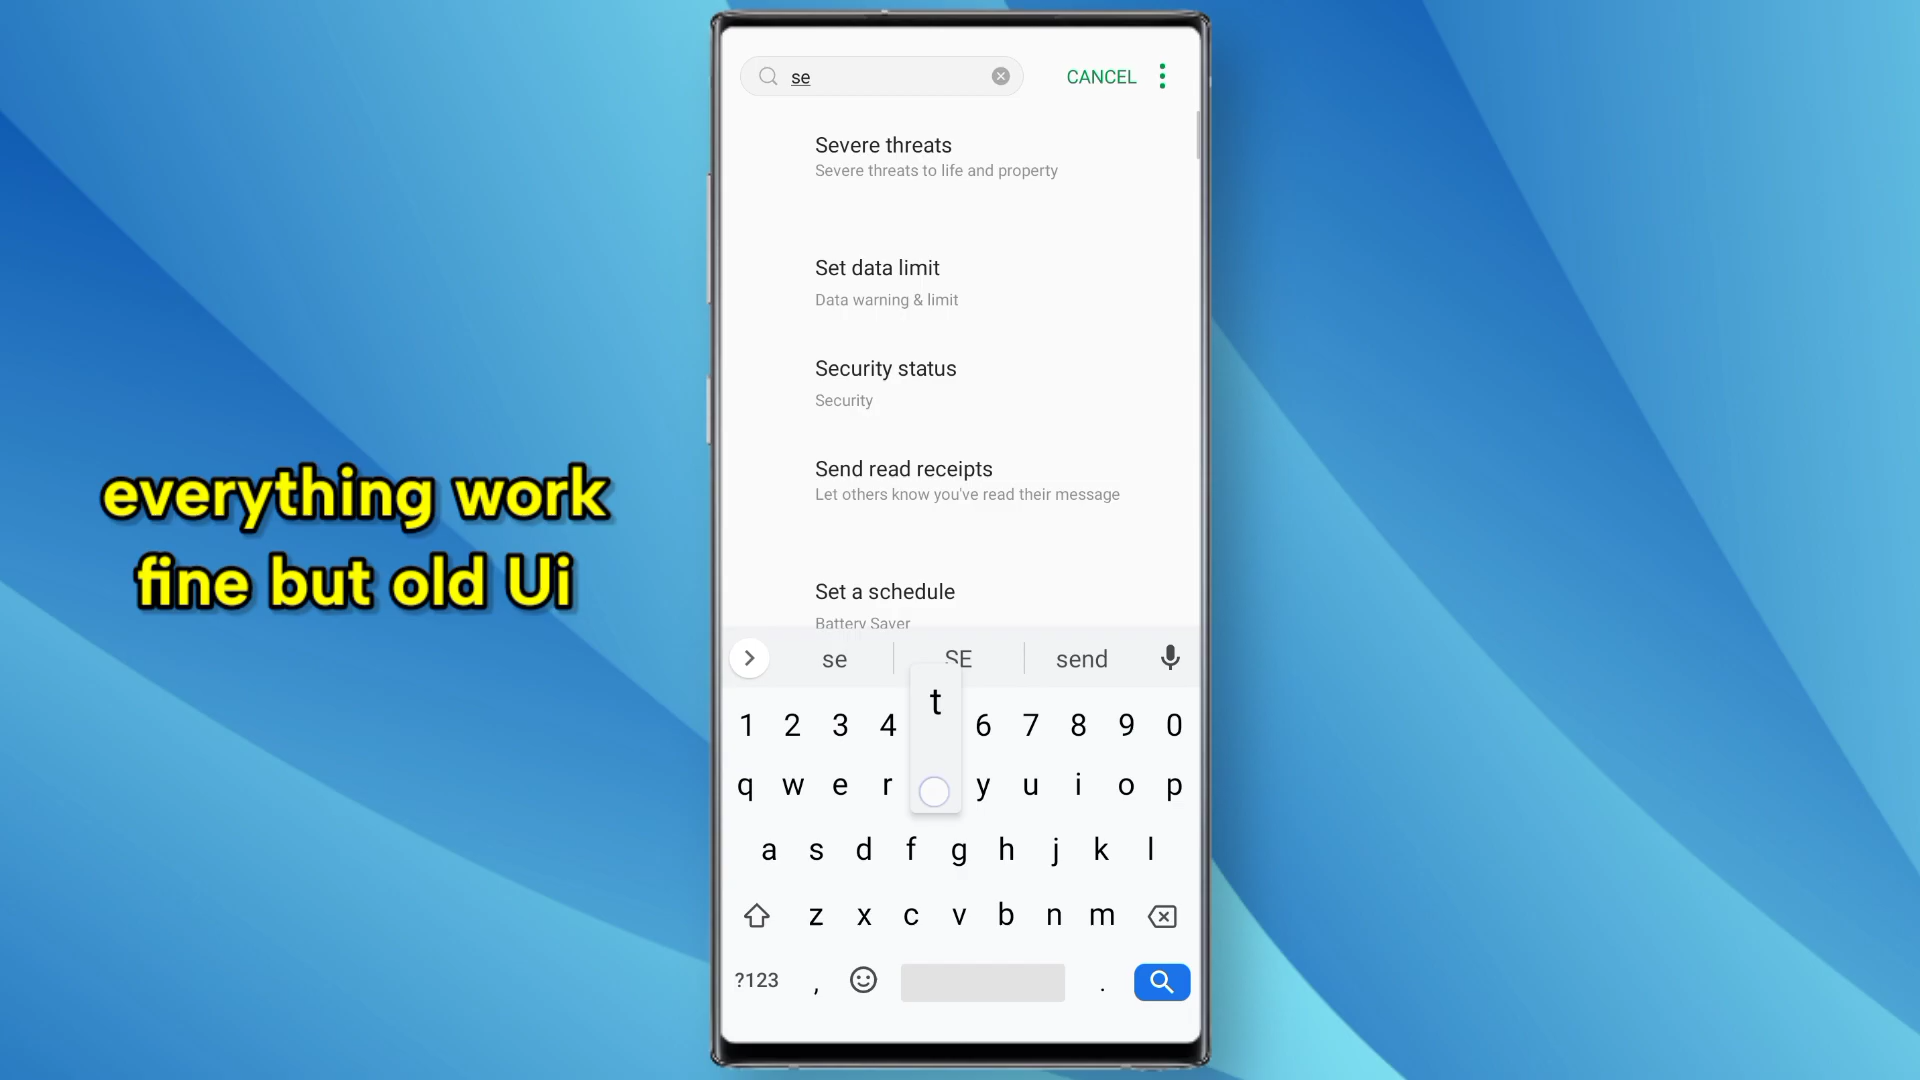 se
CANCEL
Severe threats
Severe threats to life and property
Set data limit
Data warning & limit
Security status
Security
Send read receipts
Let others know you've read their message
Set a schedule
Battery Saver
everything work
fine but old Ui
se SE send
t
1 2 3 4 6 7 8 9 0
q w e r y u i o p
a s d f g h j k l
z x c v b n m
?123 , .